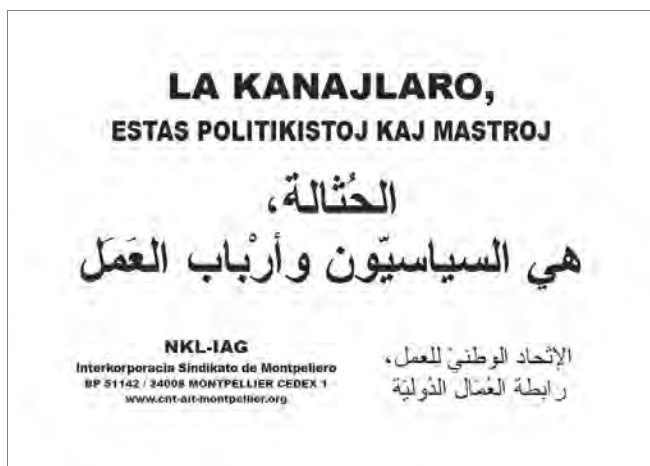 LA KANAJLARO,
ESTAS POLITIKISTOJ KAJ MASTROJ
الحُثالة،
هي السياسيّون وأرْباب العَمَل
NKL-IAG
Interkorporacia Sindikato de Montpeliero
BP 51142 / 34008 MONTPELLIER CEDEX 1
www.cnt-ait-montpellier.org
الإتّحاد الوطنيّ للعمل،
رابطة العُمّال الدُوليّة